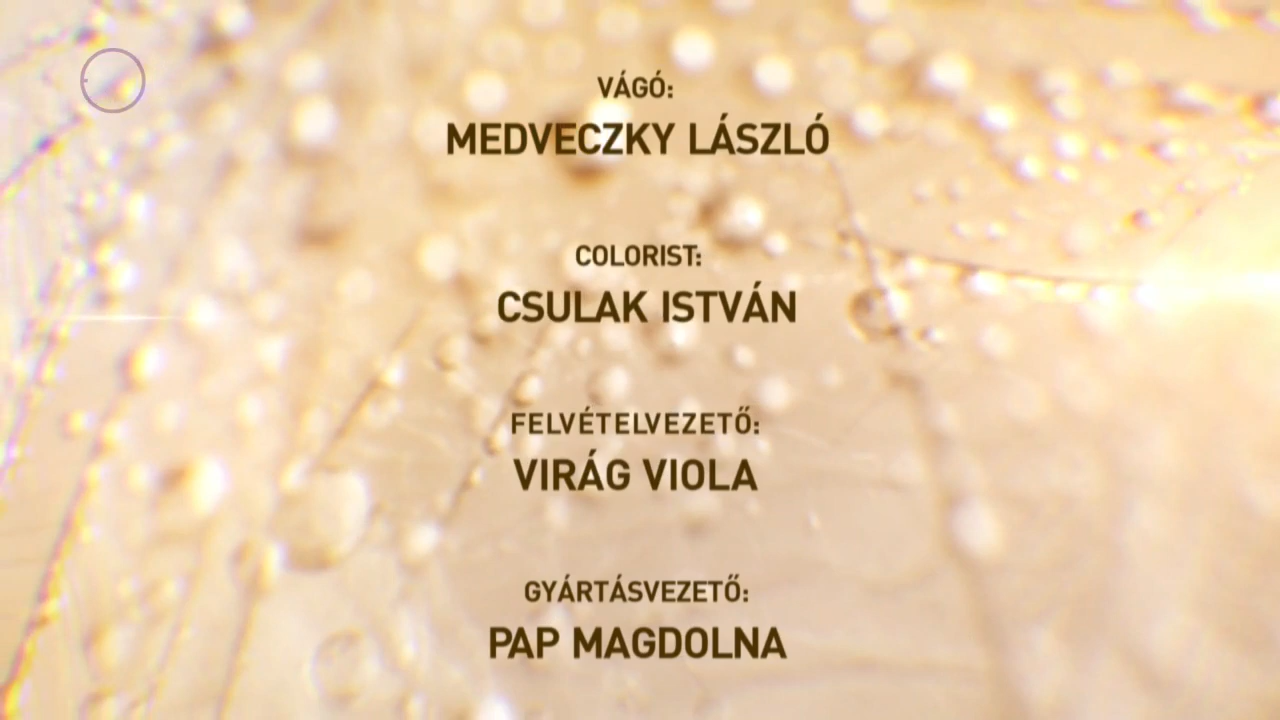 VÁGÓ:
MEDVECZKY LÁSZLÓ
COLORIST:
CSULAK ISTVÁN
FELVÉTELVEZETŐ:
VIRÁG VIOLA
GYÁRTÁSVEZETŐ:
PAP MAGDOLNA